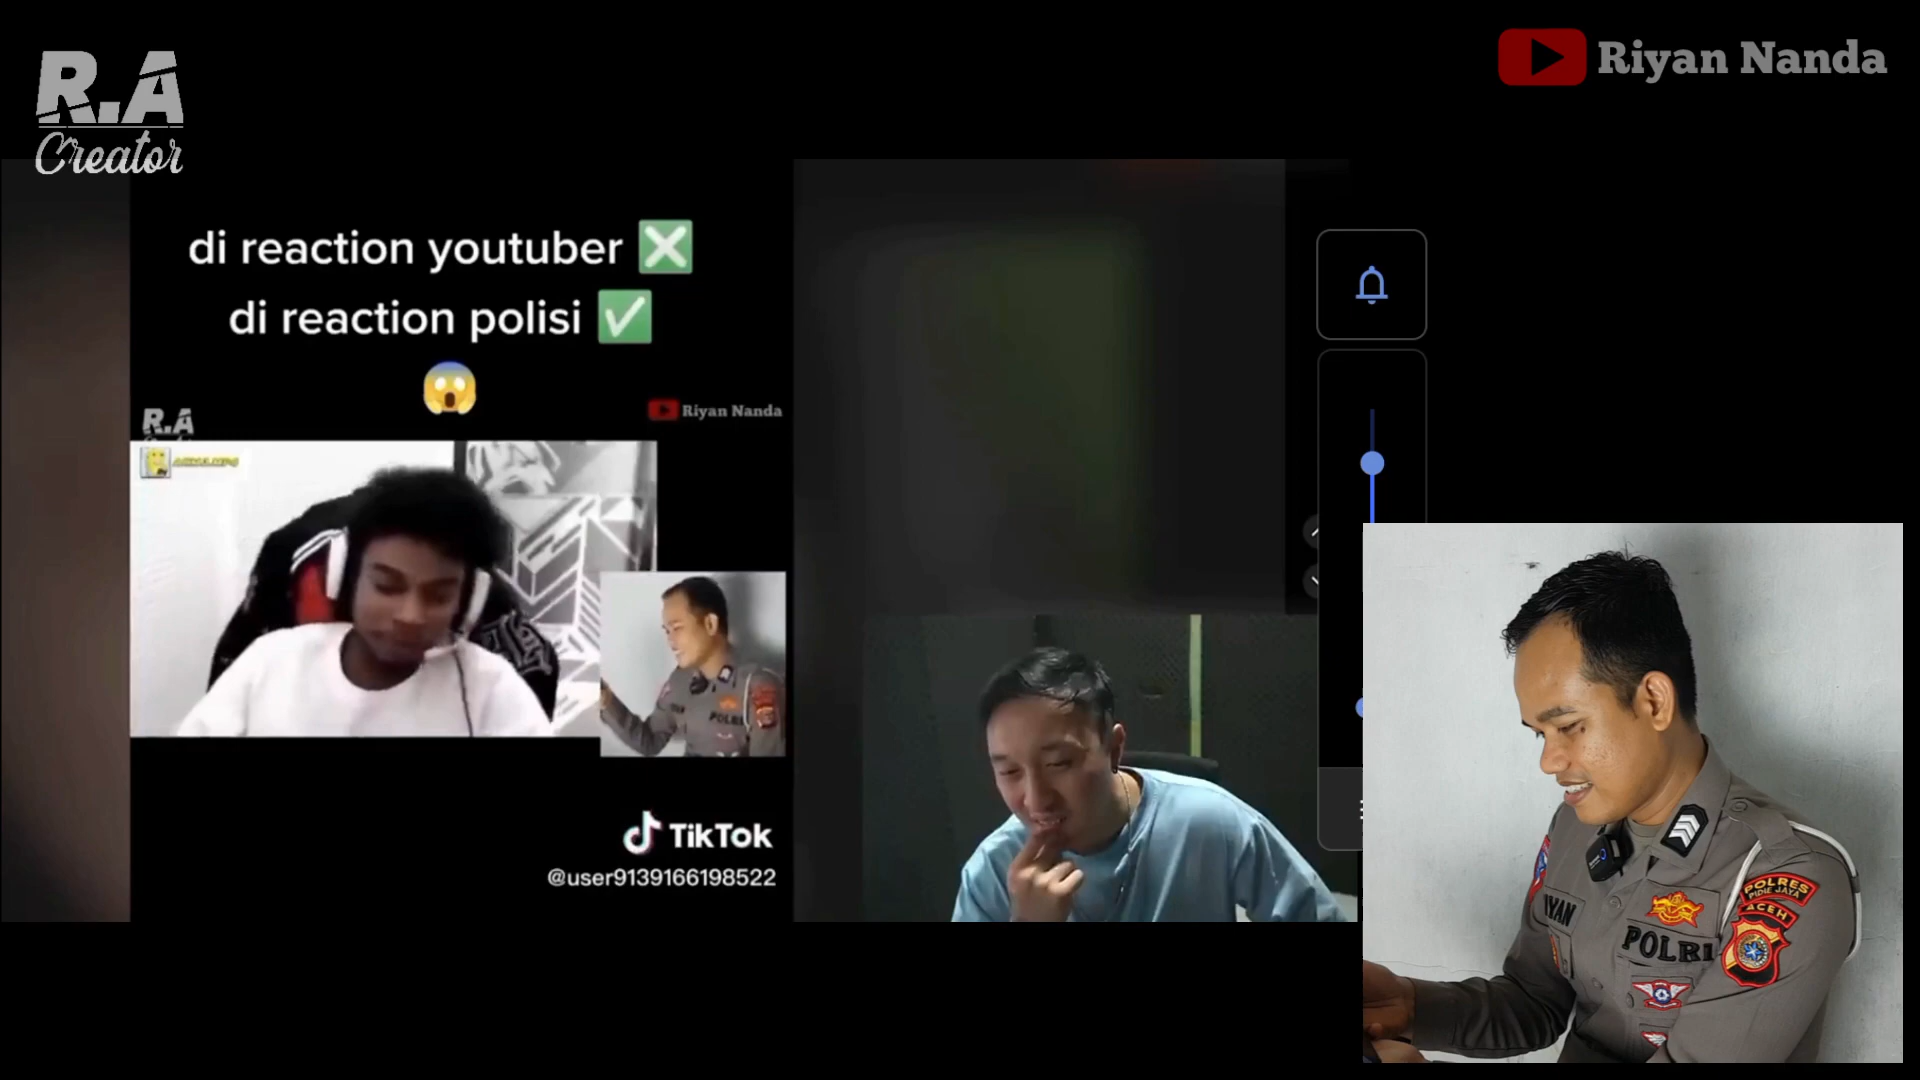 R.A
Creator
Riyan Nanda
di reaction youtuber ❎
di reaction polisi ✅
😱
R.A
Riyan Nanda
POLRI
TikTok
@user9139166198522
POLRES
PIDIE JAYA
ACEH
IYAN
POLRI